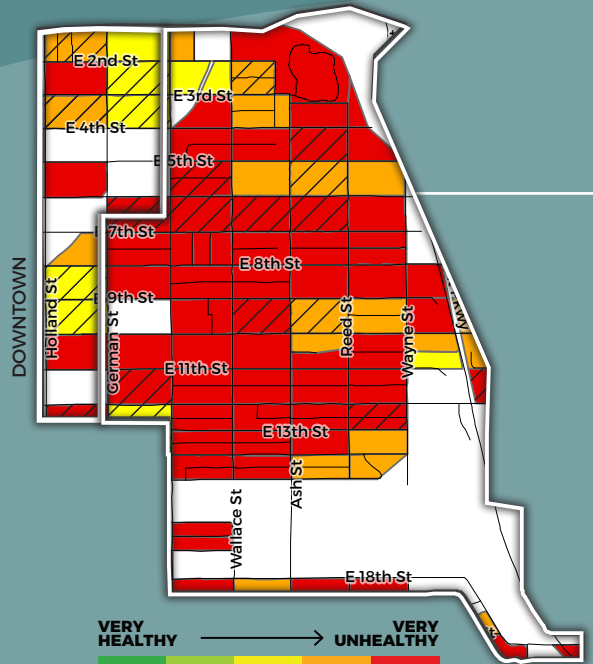 E 2nd St
E 3rd St
E 4th St
E 5th St
7th St
E 8th St
9th St
E 11th St
E 13th St
E 18th St
DOWNTOWN
Holland St
German St
Wallace St
Ash St
Reed St
Wayne St
VERY
HEALTHY
VERY
UNHEALTHY